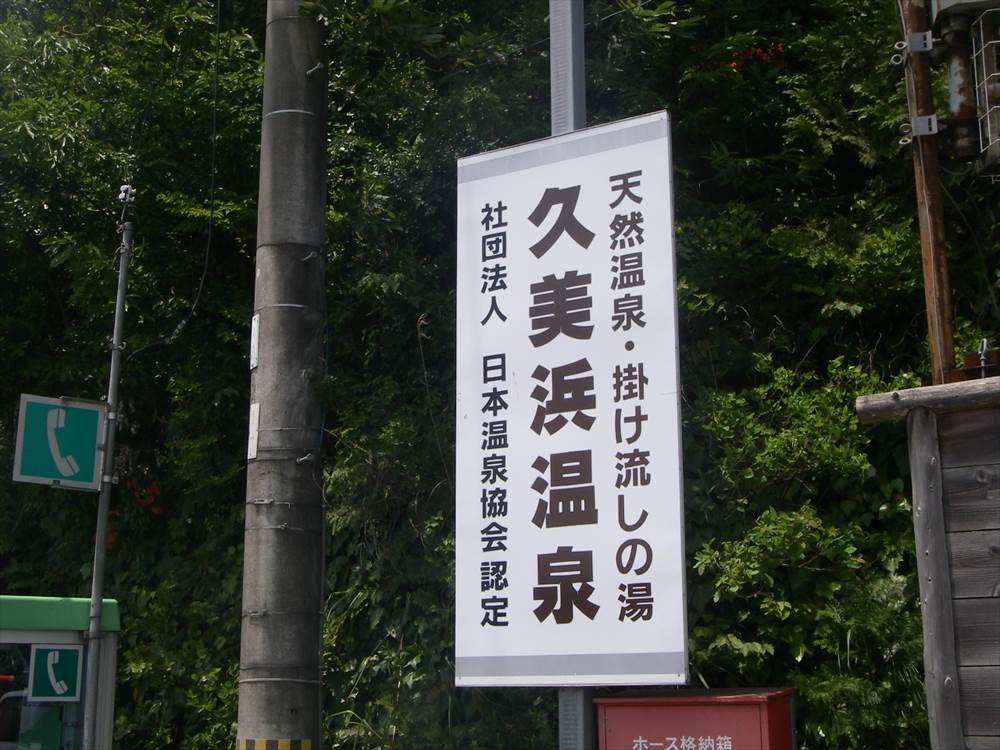 天然温泉・掛け流しの湯
久美浜温泉
社団法人 日本温泉協会認定
ホース格納箱